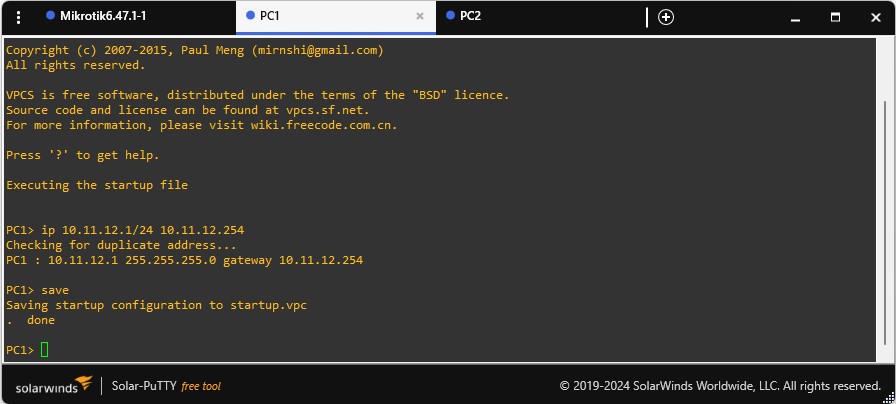 Mikrotik6.47.1-1
PC1
PC2
Copyright (c) 2007-2015, Paul Meng (mirnshi@gmail.com)
All rights reserved.
VPCS is free software, distributed under the terms of the "BSD" licence.
Source code and license can be found at vpcs.sf.net.
For more information, please visit wiki.freecode.com.cn.
Press '?' to get help.
Executing the startup file
PC1> ip 10.11.12.1/24 10.11.12.254
Checking for duplicate address...
PC1 : 10.11.12.1 255.255.255.0 gateway 10.11.12.254
PC1> save
Saving startup configuration to startup.vpc
.  done
PC1>
solarwinds | Solar-PuTTY free tool
© 2019-2024 SolarWinds Worldwide, LLC. All rights reserved.